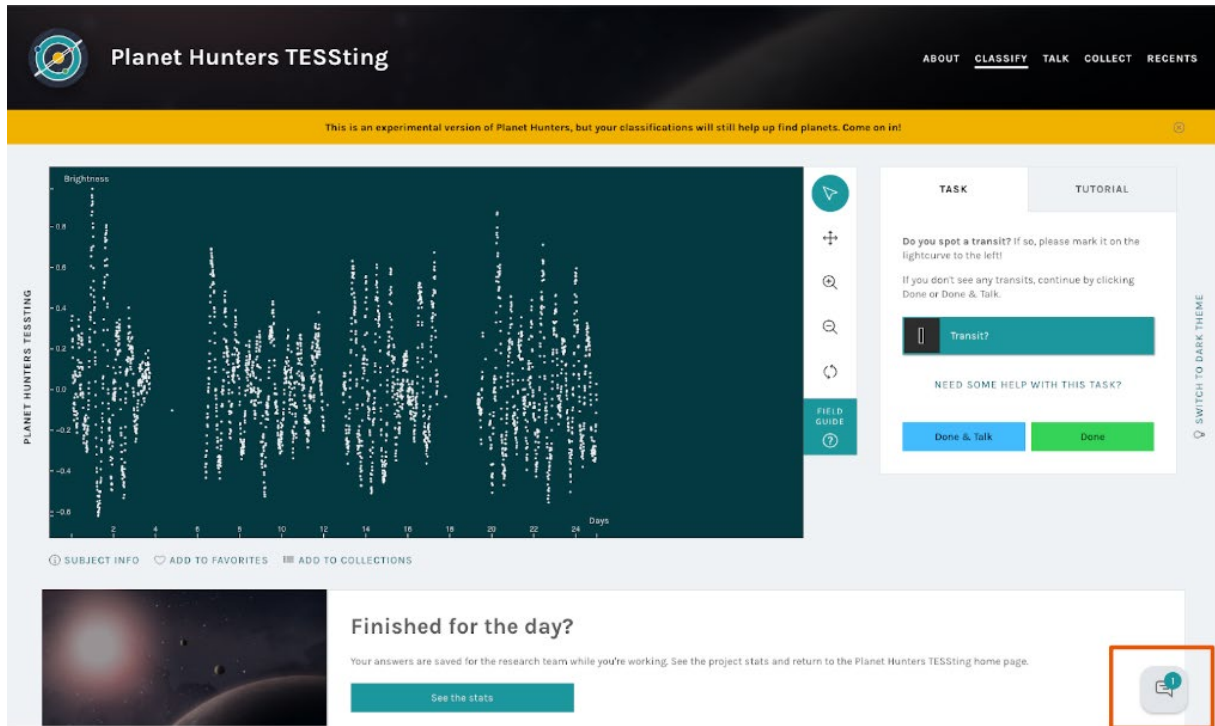 Planet Hunters TESSting
ABOUT CLASSIFY TALK COLLECT RECENTS
This is an experimental version of Planet Hunters, but your classifications will still help up find planets. Come on in!
PLANET HUNTERS TESSTING
Brightness
0.8
0.6
0.4
0.2
0.0
-0.2
-0.4
-0.6
2 4 6 8 10 12 14 16 18 20 22 24
Days
FIELD
GUIDE
TASK TUTORIAL
Do you spot a transit? If so, please mark it on the
lightcurve to the left!
If you don't see any transits, continue by clicking
Done or Done & Talk.
Transit?
NEED SOME HELP WITH THIS TASK?
Done & Talk Done
SWITCH TO DARK THEME
SUBJECT INFO ADD TO FAVORITES ADD TO COLLECTIONS
Finished for the day?
Your answers are saved for the research team while you're working. See the project stats and return to the Planet Hunters TESSting home page.
See the stats
1